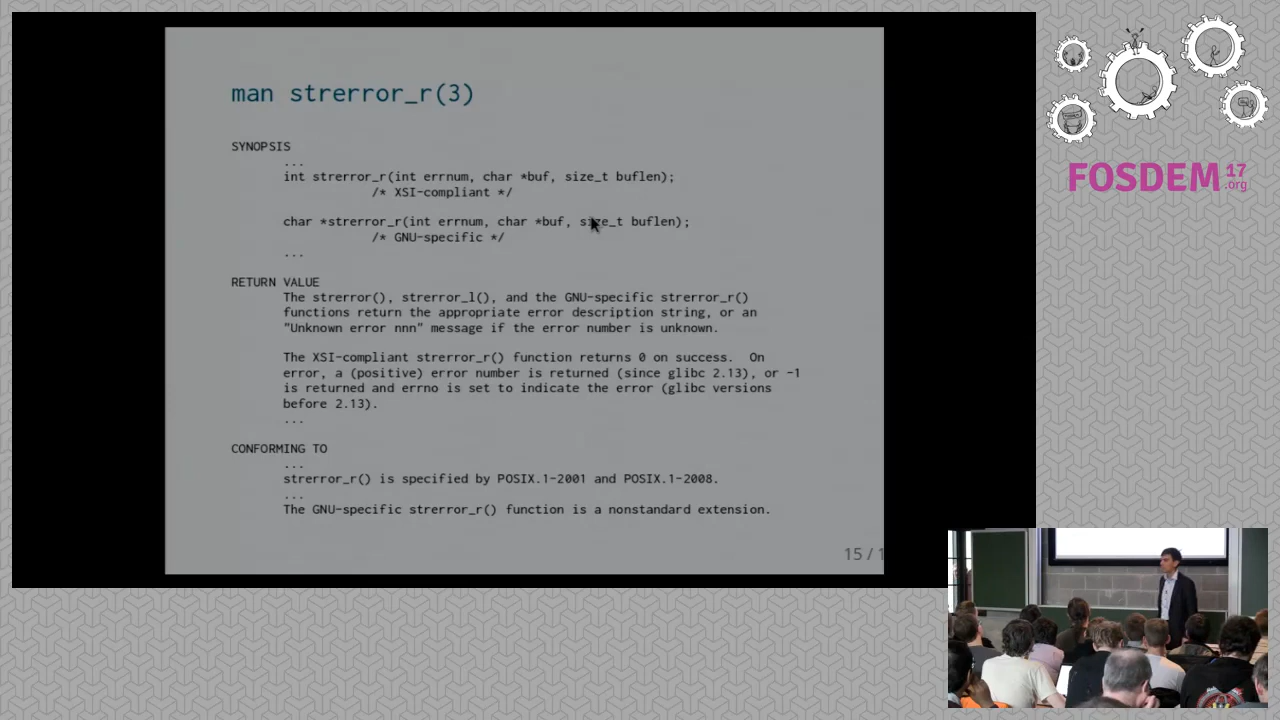 man strerror_r(3)
SYNOPSIS
...
int strerror_r(int errnum, char *buf, size_t buflen);
/* XSI-compliant */
char *strerror_r(int errnum, char *buf, size_t buflen);
/* GNU-specific */
...
RETURN VALUE
The strerror(), strerror_l(), and the GNU-specific strerror_r()
functions return the appropriate error description string, or an
"Unknown error nnn" message if the error number is unknown.
The XSI-compliant strerror_r() function returns 0 on success. On
error, a (positive) error number is returned (since glibc 2.13), or -1
is returned and errno is set to indicate the error (glibc versions
before 2.13).
...
CONFORMING TO
...
strerror_r() is specified by POSIX.1-2001 and POSIX.1-2008.
...
The GNU-specific strerror_r() function is a nonstandard extension.
15 / 1
FOSDEM 17
.org